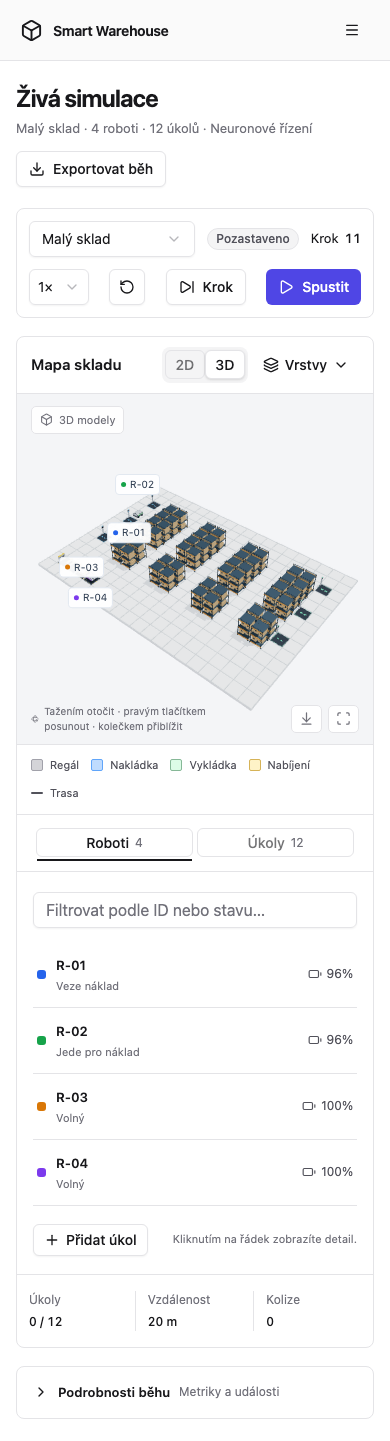 Smart Warehouse
Živá simulace
Malý sklad · 4 roboti · 12 úkolů · Neuronové řízení
Exportovat běh
Malý sklad
Pozastaveno
Krok 11
1×
Krok
Spustit
Mapa skladu
2D
3D
Vrstvy
3D modely
R-02
R-01
R-03
R-04
Tažením otočit · pravým tlačítkem
posunout · kolečkem přiblížit
Regál
Nakládka
Vykládka
Nabíjení
Trasa
Roboti 4
Úkoly 12
Filtrovat podle ID nebo stavu...
R-01
Veze náklad
96%
R-02
Jede pro náklad
96%
R-03
Volný
100%
R-04
Volný
100%
Přidat úkol
Kliknutím na řádek zobrazíte detail.
Úkoly
0 / 12
Vzdálenost
20 m
Kolize
0
Podrobnosti běhu
Metriky a události